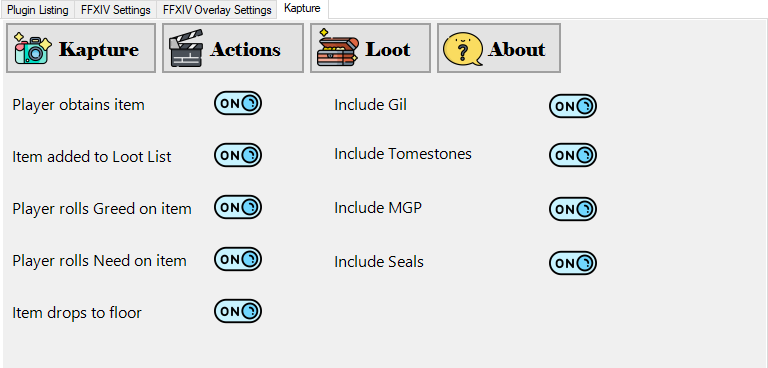 Plugin Listing FFXIV Settings FFXIV Overlay Settings Kapture
Kapture Actions Loot About
Player obtains item ON Include Gil ON
Item added to Loot List ON Include Tomestones ON
Player rolls Greed on item ON Include MGP ON
Player rolls Need on item ON Include Seals ON
Item drops to floor ON